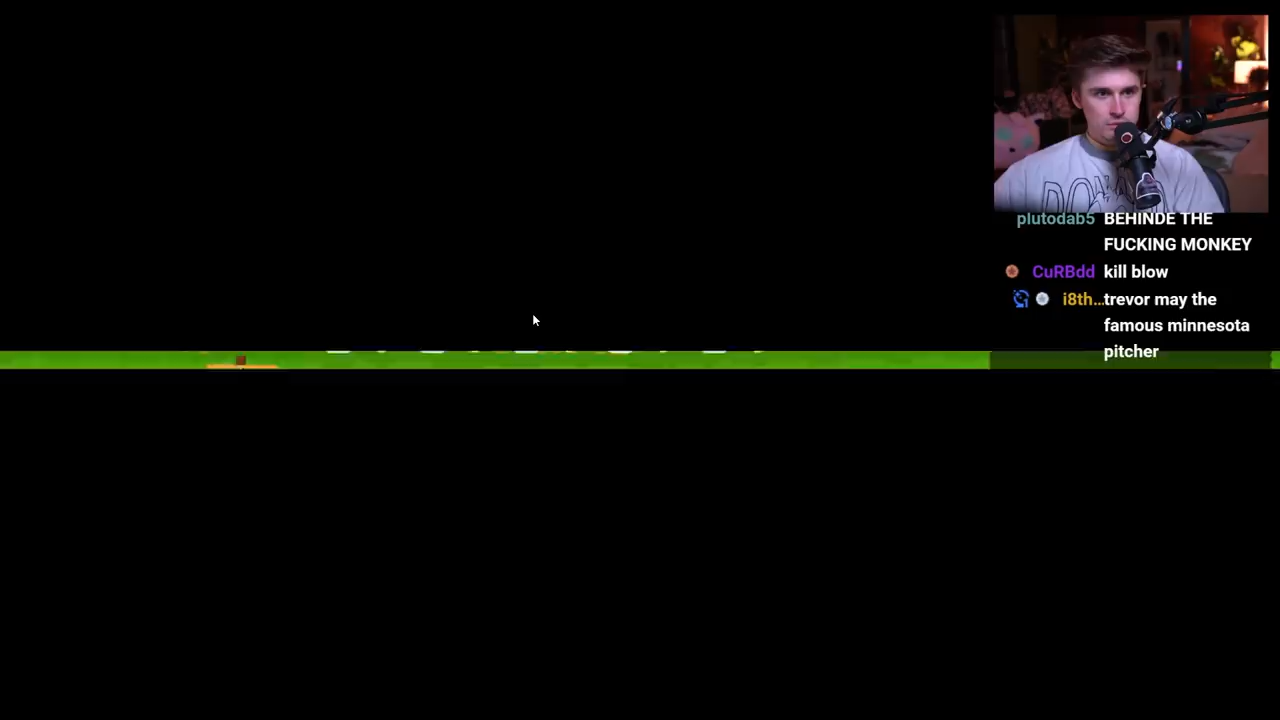 plutodab5 BEHINDE THE
FUCKING MONKEY
CuRBdd kill blow
i8th... trevor may the
famous minnesota
pitcher